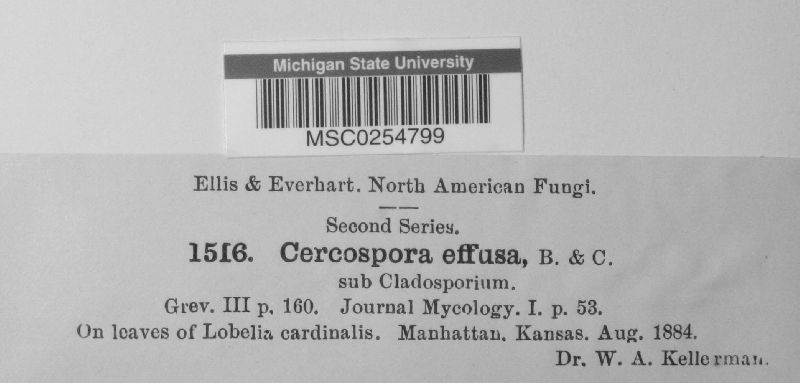 Michigan State University
MSC0254799
Ellis & Everhart. North American Fungi.
Second Series.
1516. Cercospora effusa, B. & C.
sub Cladosporium.
Grev. III p. 160. Journal Mycology. I. p. 53.
On leaves of Lobelia cardinalis. Manhattan. Kansas. Aug. 1884.
Dr. W. A. Kellerman.